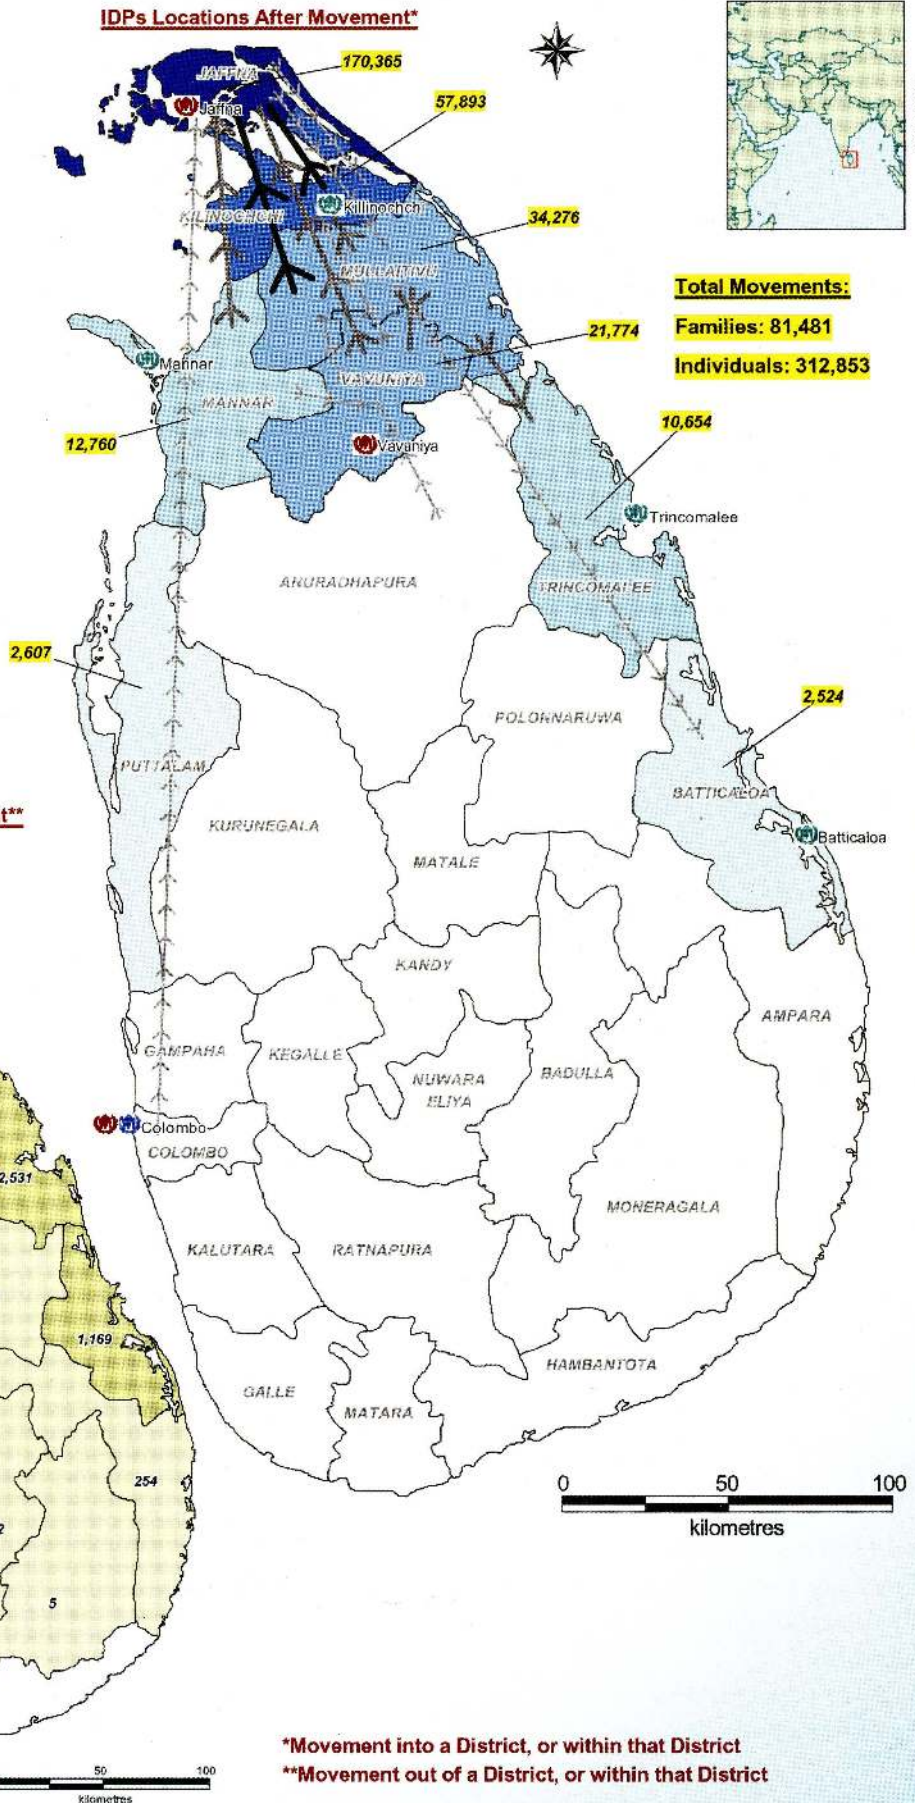 IDPs Locations After Movement*
170,365
JAFFNA
Jaffna
57,893
KILINOCHCHI
Killinochchi
34,276
MULLAITIVU
Total Movements:
Families: 81,481
Individuals: 312,853
21,774
Mannar
VAVUNIYA
MANNAR
12,760
Vavuniya
10,654
Trincomalee
ANURADHAPURA
TRINCOMALEE
2,607
2,524
POLONNARUWA
PUTTALAM
BATTICALOA
t**
KURUNEGALA
Batticaloa
MATALE
KANDY
AMPARA
GAMPAHA
KEGALLE
NUWARA
ELIYA
BADULLA
Colombo
COLOMBO
2,531
MONERAGALA
KALUTARA
RATNAPURA
1,169
HAMBANTOTA
GALLE
MATARA
254
0 50 100
kilometres
5
*Movement into a District, or within that District
**Movement out of a District, or within that District
50 100
kilometres